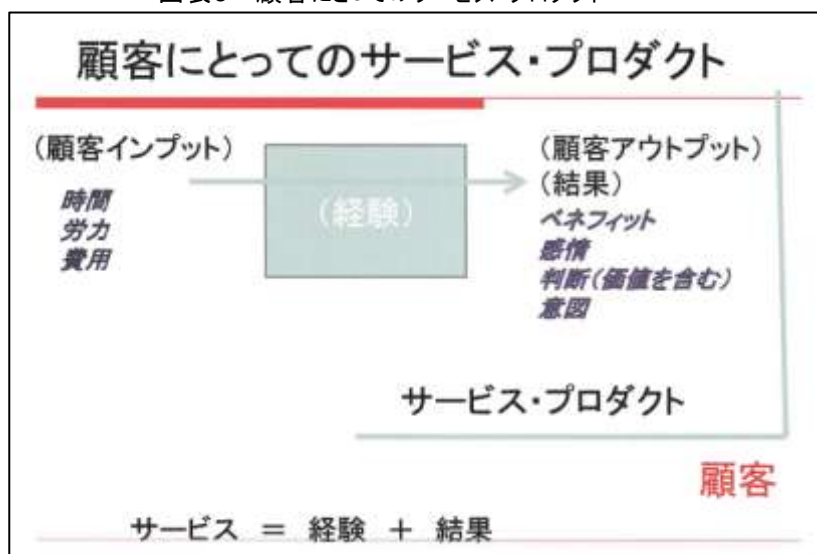 顧客にとってのサービス・プロダクト
(顧客インプット)
時間
労力
費用
(経験)
(顧客アウトプット)
(結果)
ベネフィット
感情
判断(価値を含む)
意図
サービス・プロダクト
顧客
サービス = 経験 + 結果